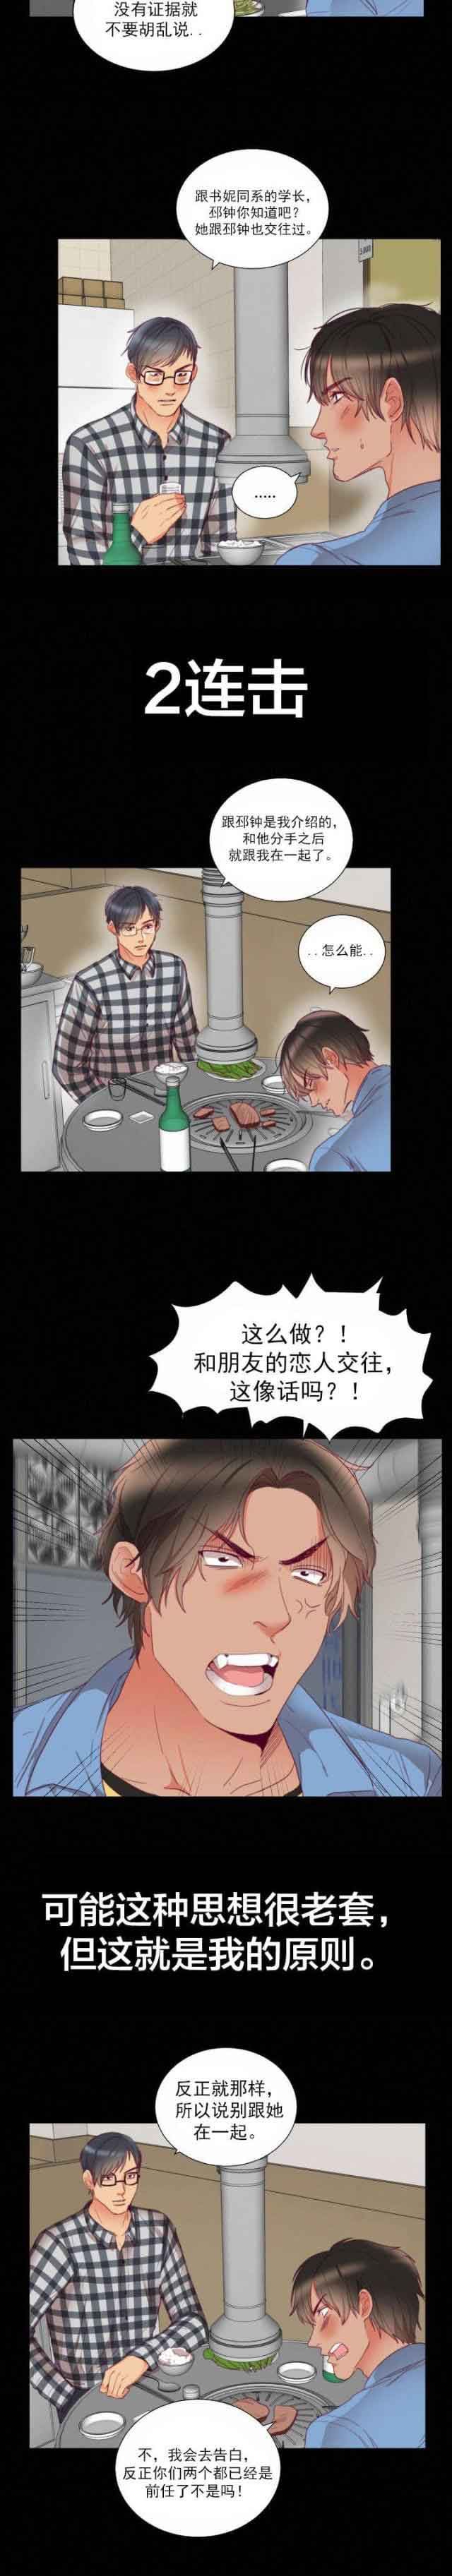 没有证据就
不要胡乱说..
跟书妮同系的学长，
邳钟你知道吧？
她跟邳钟也交往过。
.....
2连击
跟邳钟是我介绍的，
和他分手之后
就跟我在一起了。
..怎么能..
这么做？！
和朋友的恋人交往，
这像话吗？！
可能这种思想很老套，
但这就是我的原则。
反正就那样，
所以说别跟她
在一起。
不，我会去告白，
反正你们两个都已经是
前任了不是吗！